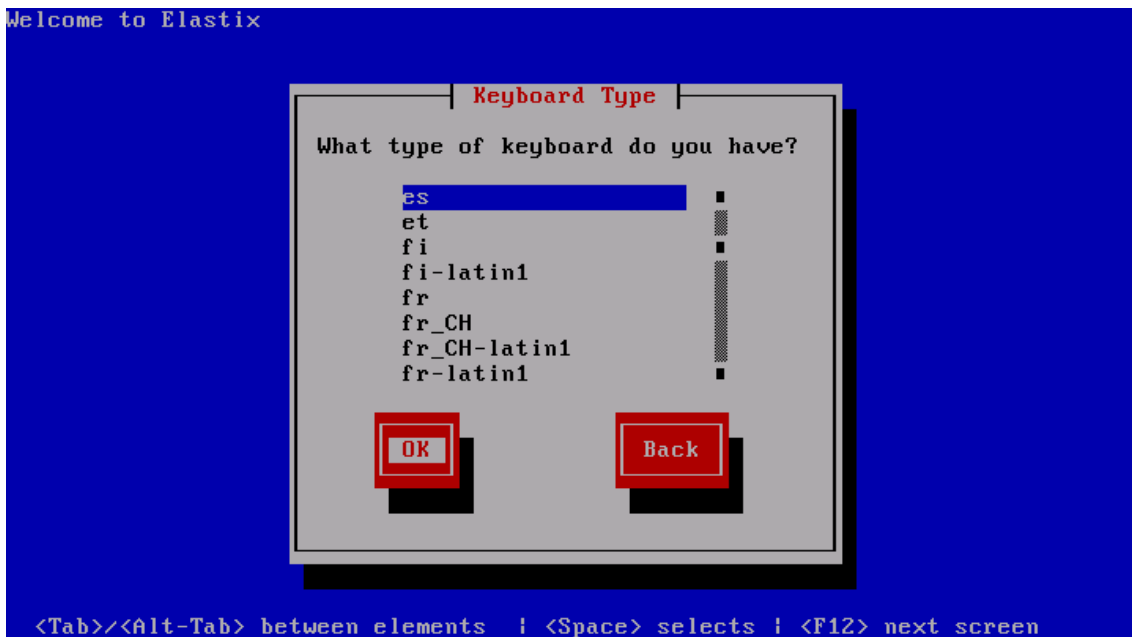 Welcome to Elastix
Keyboard Type
What type of keyboard do you have?
es
et
fi
fi-latin1
fr
fr_CH
fr_CH-latin1
fr-latin1
OK Back
<Tab>/<Alt-Tab> between elements | <Space> selects | <F12> next screen